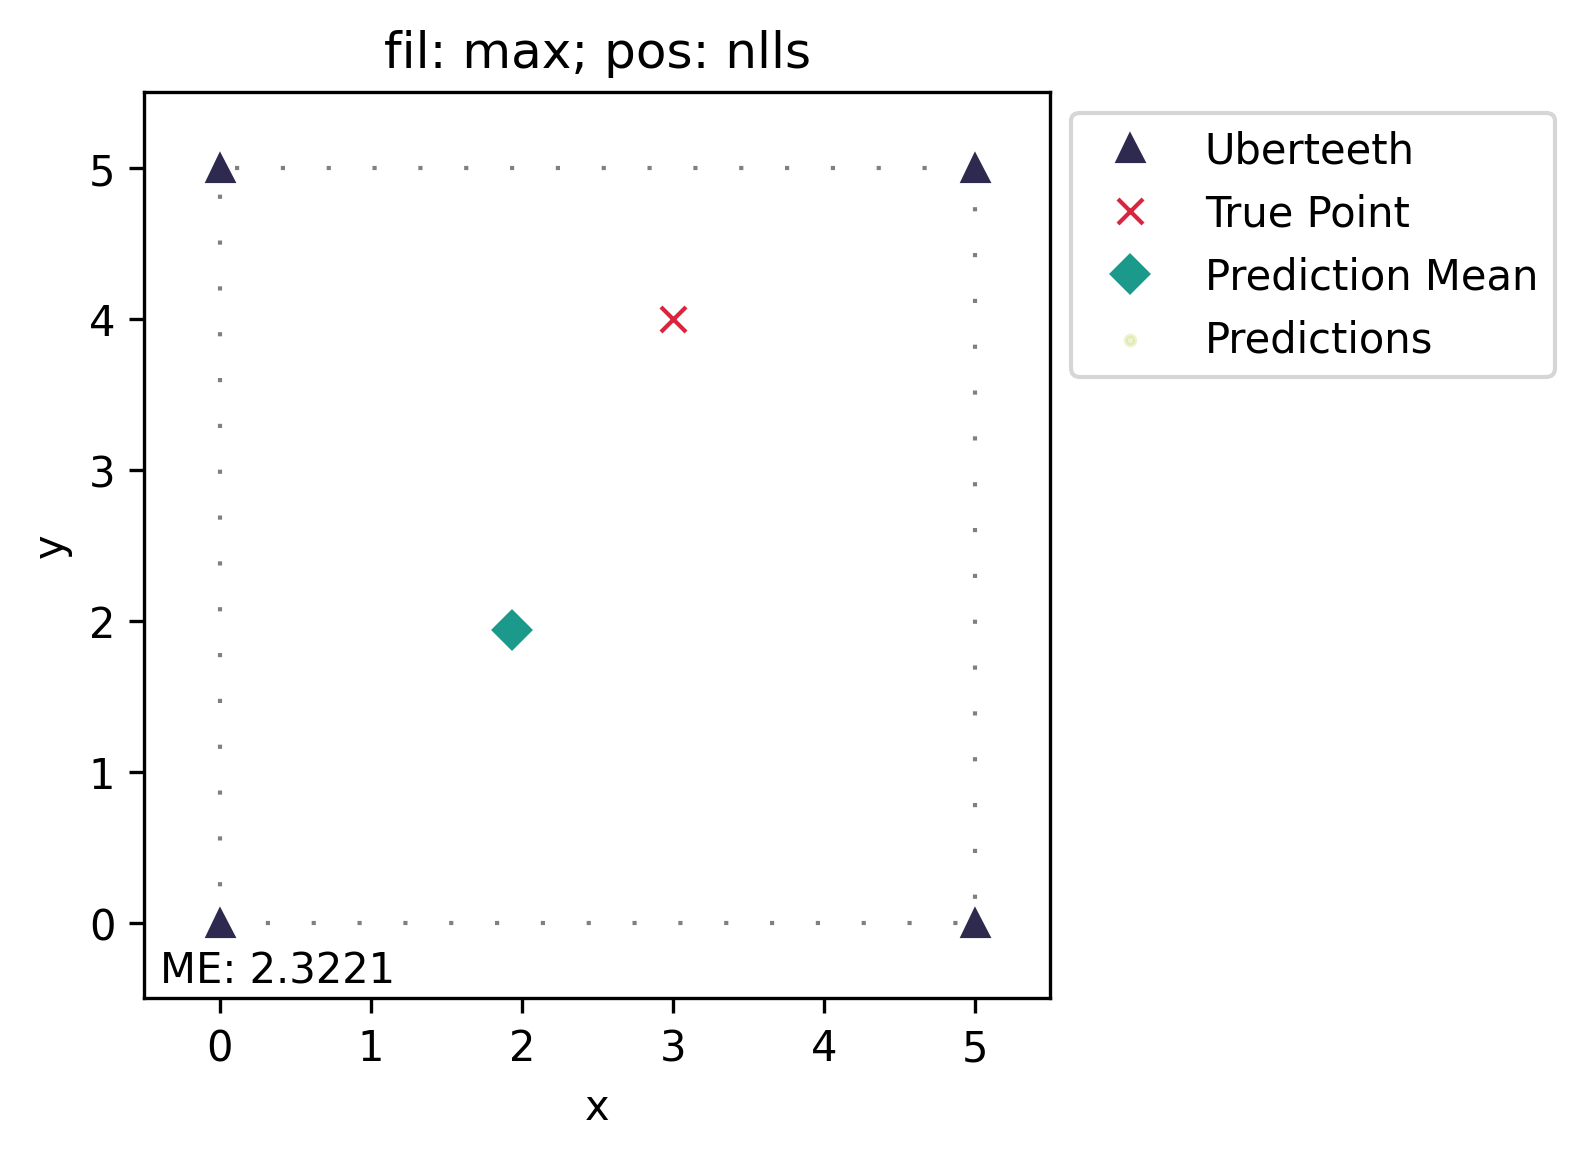 fil: max; pos: nlls
Uberteeth
True Point
Prediction Mean
Predictions
5
4
3
2
1
0
y
ME: 2.3221
0 1 2 3 4 5
x